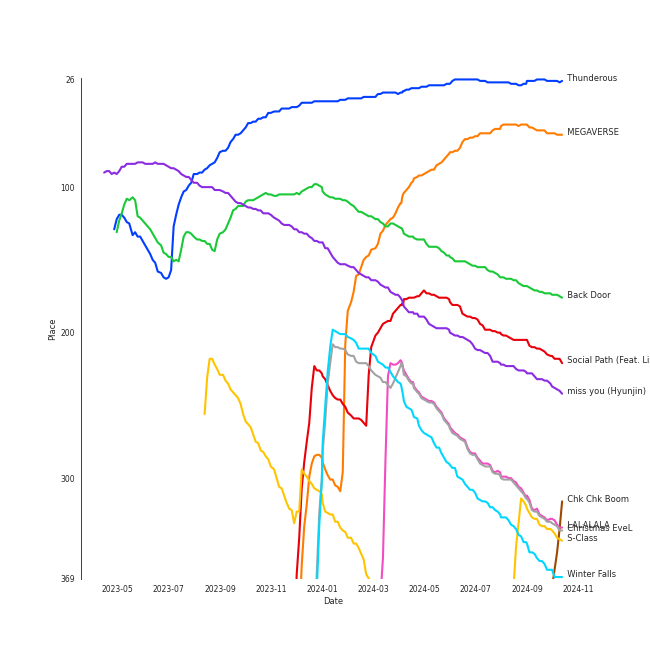 26
100
200
300
369
Place
2023-05
2023-07
2023-09
2023-11
2024-01
2024-03
2024-05
2024-07
2024-09
2024-11
Date
Thunderous
MEGAVERSE
Back Door
Social Path (Feat. Li
miss you (Hyunjin)
Chk Chk Boom
LALALALA
Christmas EveL
S-Class
Winter Falls